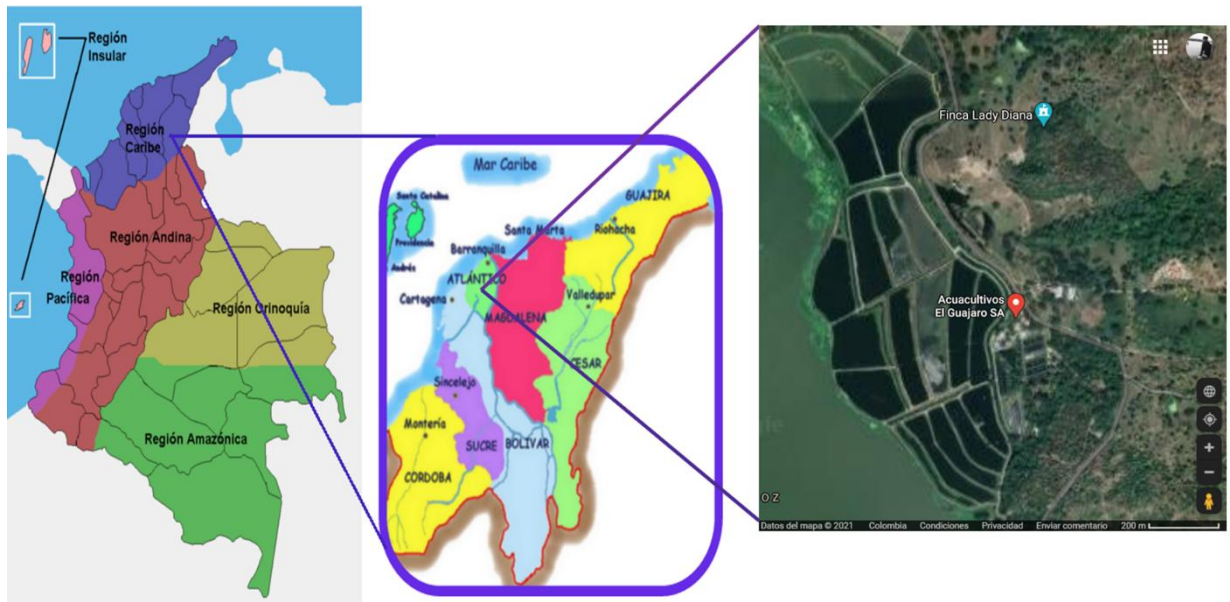 Región
Insular
Región
Caribe
Región Andina
Región
Pacífica
Región Orinoquía
Región Amazónica
Mar Caribe
GUAJIRA
Santa Catalina
Providencia
Andrés
Santa Marta
Riohacha
Barranquilla
ATLÁNTICO
Cartagena
Valledupar
MAGDALENA
CESAR
Sincelejo
Montería
SUCRE
BOLIVAR
CORDOBA
Finca Lady Diana
Acuacultivos
El Guajaro SA
OZ
Datos del mapa © 2021 Colombia Condiciones Privacidad Enviar comentario 200 m